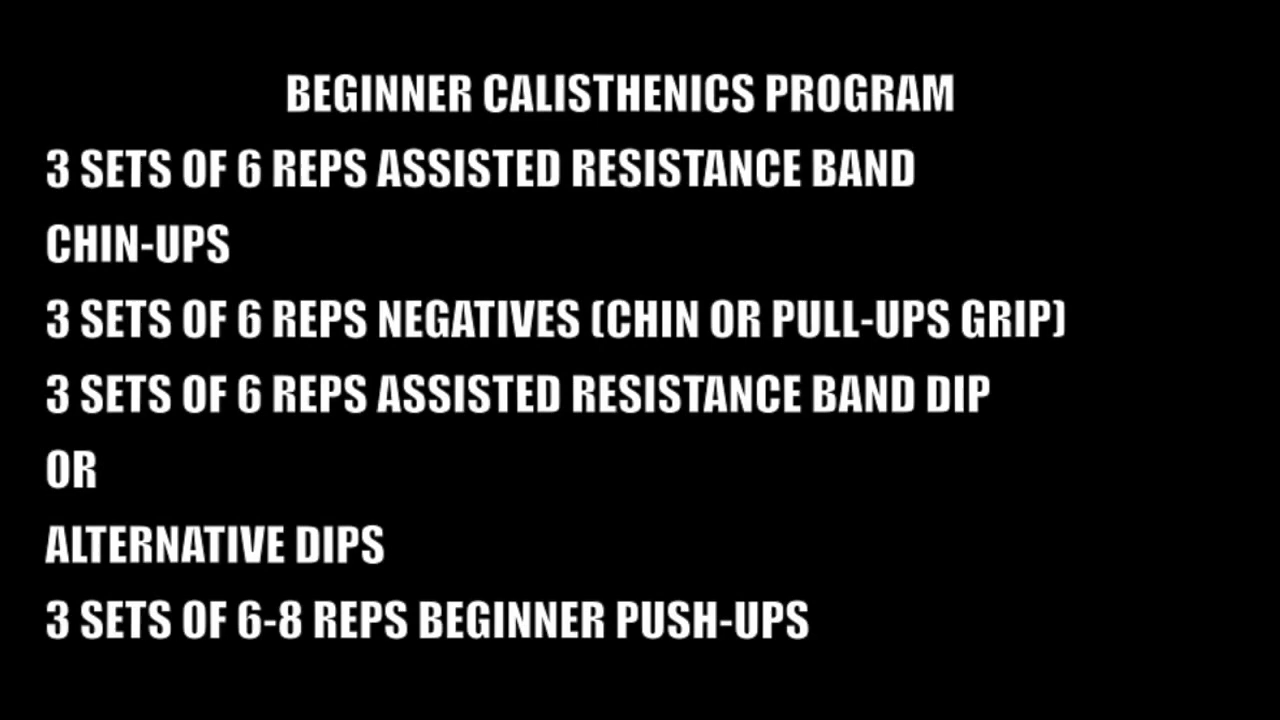 BEGINNER CALISTHENICS PROGRAM
3 SETS OF 6 REPS ASSISTED RESISTANCE BAND
CHIN-UPS
3 SETS OF 6 REPS NEGATIVES (CHIN OR PULL-UPS GRIP)
3 SETS OF 6 REPS ASSISTED RESISTANCE BAND DIP
OR
ALTERNATIVE DIPS
3 SETS OF 6-8 REPS BEGINNER PUSH-UPS